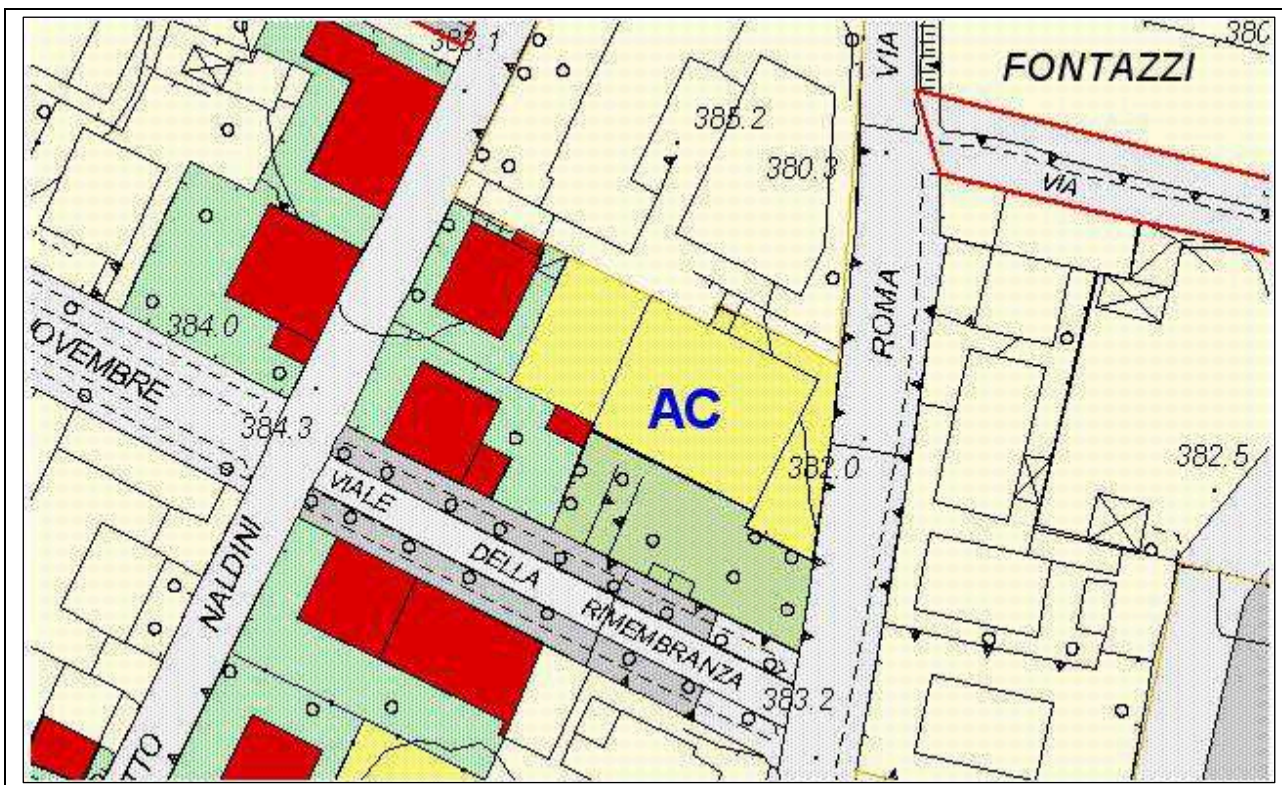 383.1
VIA
380
FONTAZZI
385.2
380.3
VIA
384.0
ROMA
OVEMBRE
AC
384.3
382.0
382.5
VIALE
DELLA
NALDINI
RIMEMBRANZA
383.2
TTO